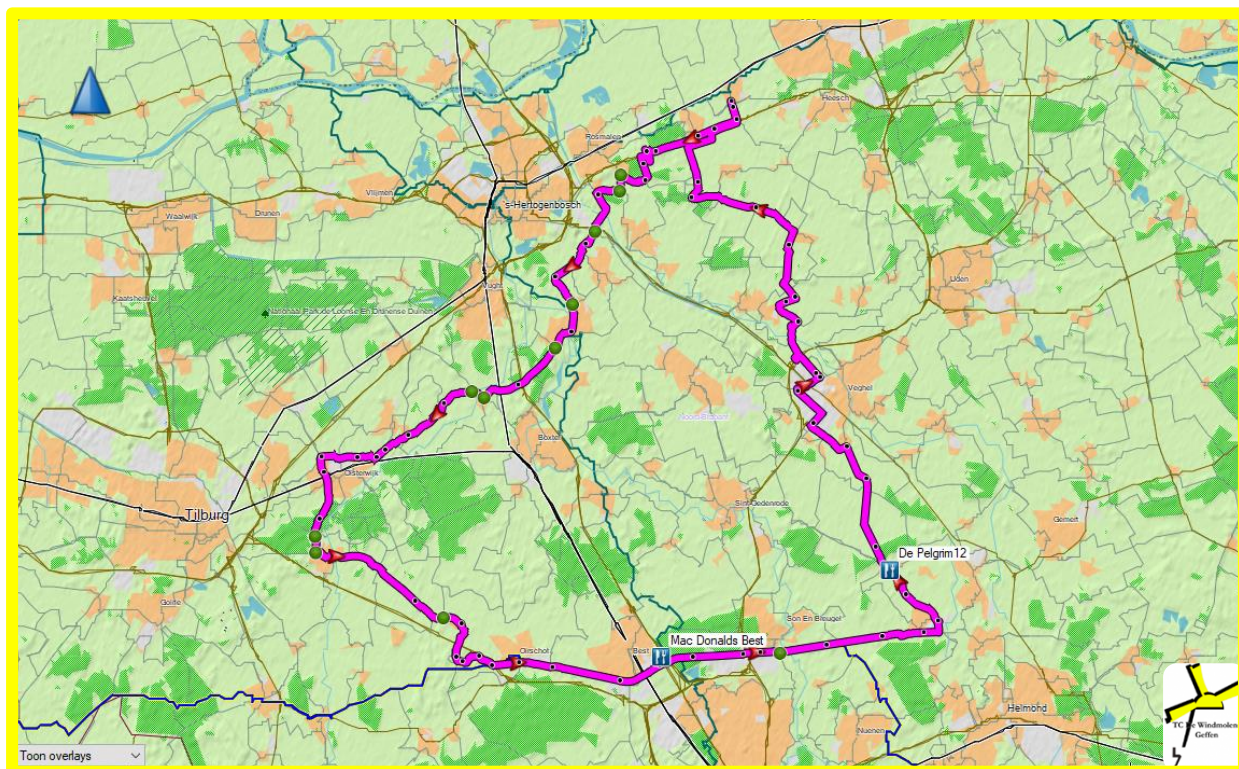 Heesch
Rosmalen
Vlijmen
's-Hertogenbosch
Waalwijk
Drunen
Uden
Kaatsheuvel
Vught
Nationaal Park de Loonse En Drunense Duinen
Veghel
Noord-Brabant
Boxtel
Oisterwijk
Sint-Oedenrode
Tilburg
Gemert
De Pelgrim12
Goirle
Son En Breugel
Mac Donalds Best
Oirschot
Best
Helmond
Nuenen
TC De Windmolen
Geffen
Toon overlays